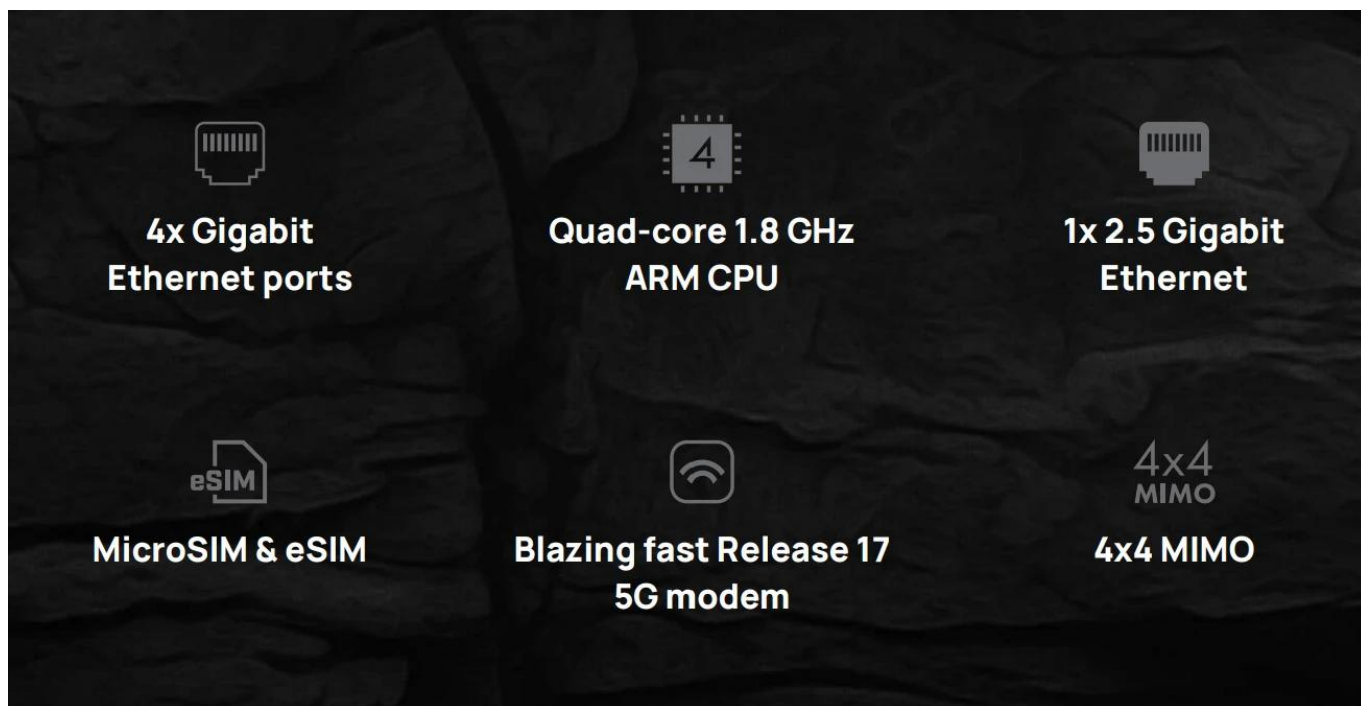 4
4x Gigabit
Ethernet ports
Quad-core 1.8 GHz
ARM CPU
1x 2.5 Gigabit
Ethernet
eSIM
MicroSIM & eSIM
Blazing fast Release 17
5G modem
4x4
MIMO
4x4 MIMO